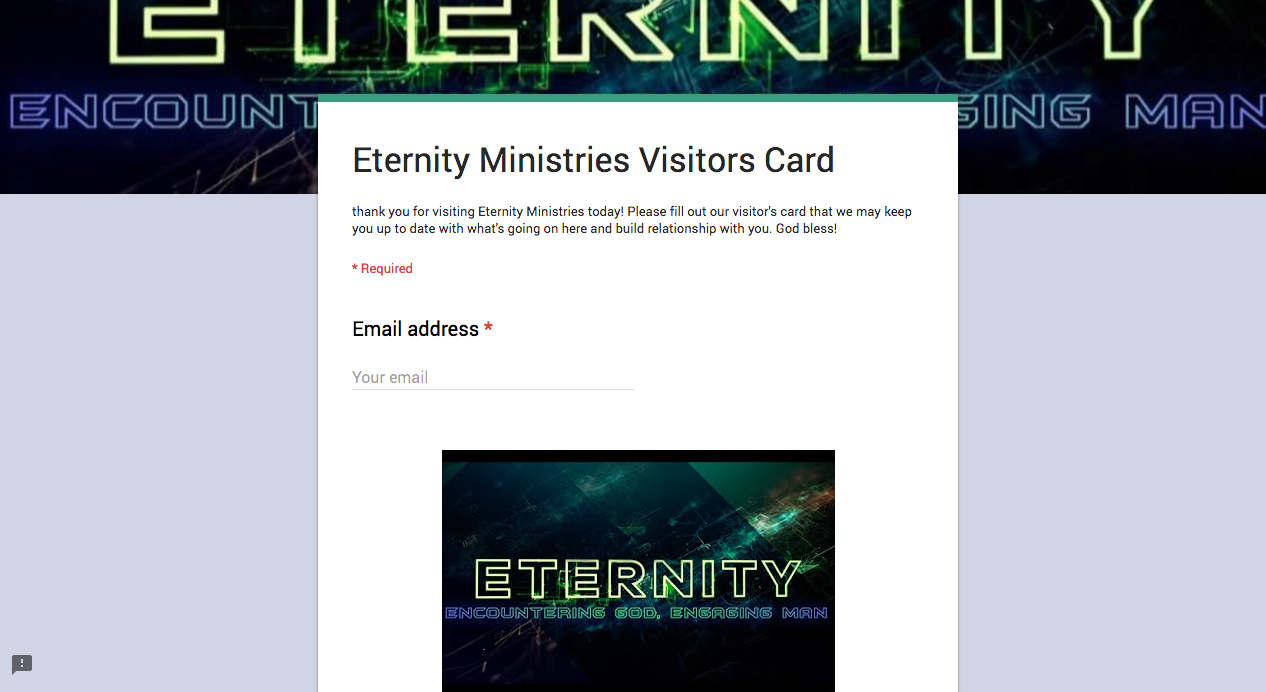 ETERNITY
ENCOUNT
GING MAN
Eternity Ministries Visitors Card
thank you for visiting Eternity Ministries today! Please fill out our visitor's card that we may keep
you up to date with what's going on here and build relationship with you. God bless!
* Required
Email address *
Your email
ETERNITY
ENCOUNTERING GOD, ENGAGING MAN